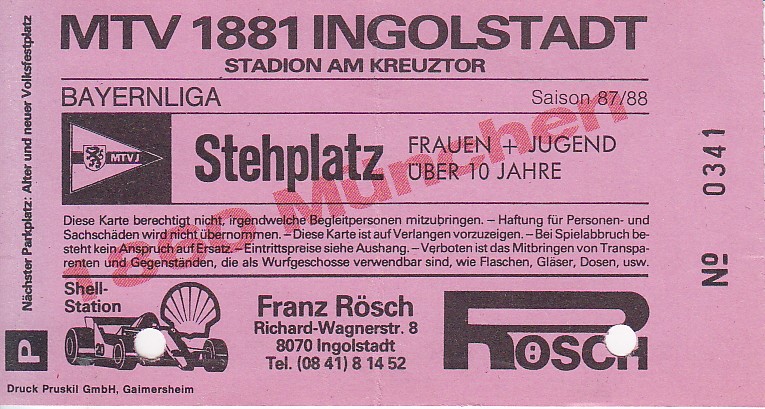 MTV 1881 INGOLSTADT
STADION AM KREUZTOR
BAYERNLIGA
Saison 87/88
MTV J
Stehplatz
FRAUEN + JUGEND
ÜBER 10 JAHRE
1860 München
Diese Karte berechtigt nicht, irgendwelche Begleitpersonen mitzubringen. – Haftung für Personen- und
Sachschäden wird nicht übernommen. – Diese Karte ist auf Verlangen vorzuzeigen. – Bei Spielabbruch be-
steht kein Anspruch auf Ersatz. – Eintrittspreise siehe Aushang. – Verboten ist das Mitbringen von Transpa-
renten und Gegenständen, die als Wurfgeschosse verwendbar sind, wie Flaschen, Gläser, Dosen, usw.
Shell-
Station
20
Franz Rösch
Richard-Wagnerstr. 8
8070 Ingolstadt
Tel. (08 41) 8 14 52
RÖSCH
Druck Pruskil GmbH, Gaimersheim
P
Nächster Parkplatz: Alter und neuer Volksfestplatz
№ 0341